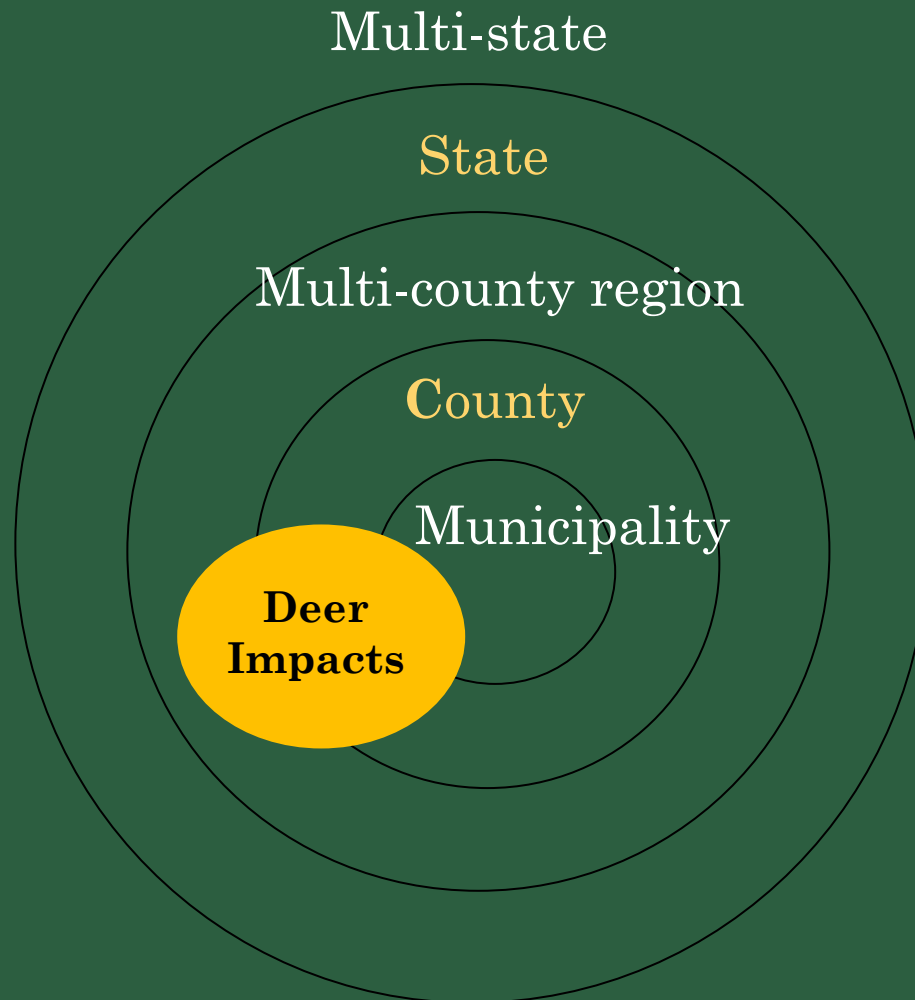 Multi-state
State
Multi-county region
County
Municipality
Deer
Impacts